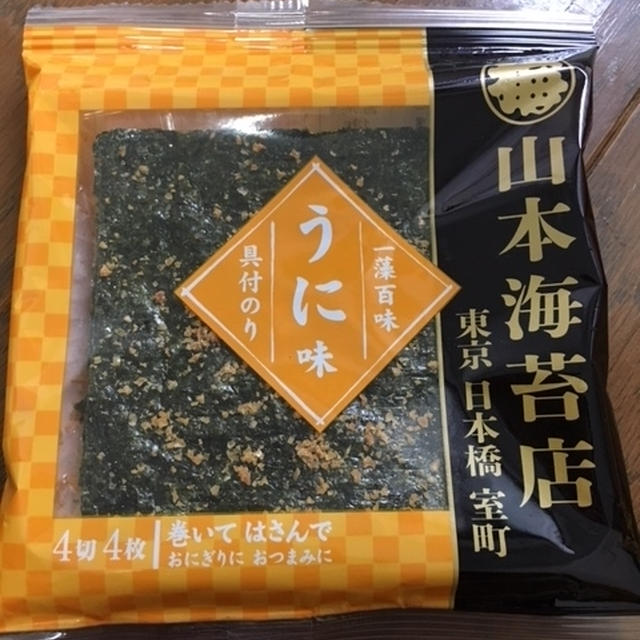 山本海苔店
東京 日本橋 室町
一藻百味
うに味
具付のり
4切4枚
巻いて はさんで
おにぎりに おつまみに